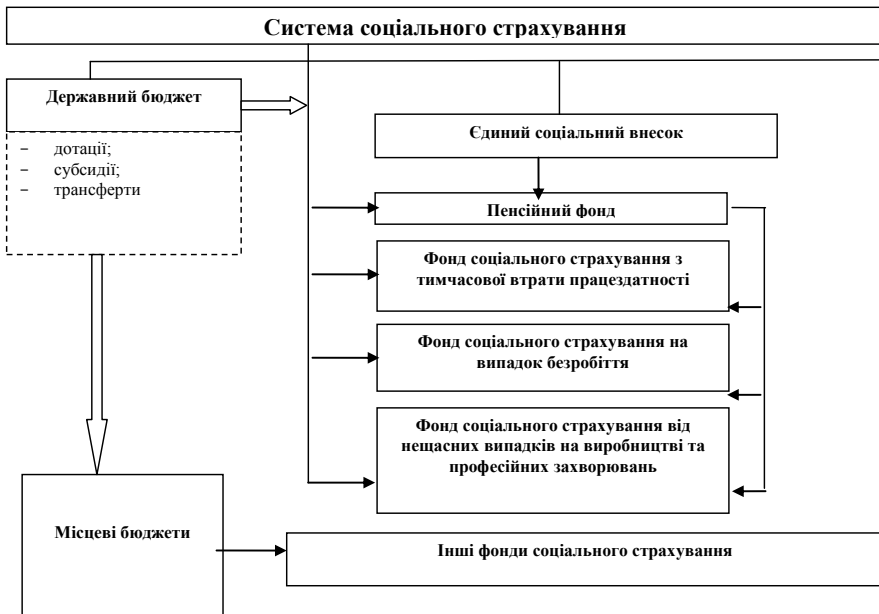 Система соціального страхування
Державний бюджет
– дотації;
– субсидії;
– трансферти
Єдиний соціальний внесок
Пенсійний фонд
Фонд соціального страхування з
тимчасової втрати працездатності
Фонд соціального страхування на
випадок безробіття
Фонд соціального страхування від
нещасних випадків на виробництві та
професійних захворювань
Місцеві бюджети
Інші фонди соціального страхування